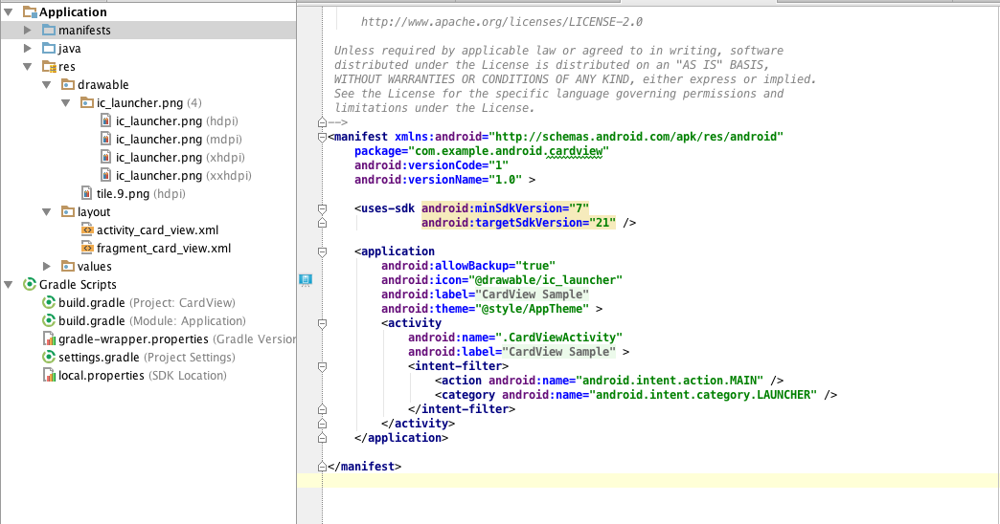 Application
manifests
java
res
drawable
ic_launcher.png (4)
ic_launcher.png (hdpi)
ic_launcher.png (mdpi)
ic_launcher.png (xhdpi)
ic_launcher.png (xxhdpi)
tile.9.png (hdpi)
layout
activity_card_view.xml
fragment_card_view.xml
values
Gradle Scripts
build.gradle (Project: CardView)
build.gradle (Module: Application)
gradle-wrapper.properties (Gradle Version
settings.gradle (Project Settings)
local.properties (SDK Location)
http://www.apache.org/licenses/LICENSE-2.0
Unless required by applicable law or agreed to in writing, software
distributed under the License is distributed on an "AS IS" BASIS,
WITHOUT WARRANTIES OR CONDITIONS OF ANY KIND, either express or implied.
See the License for the specific language governing permissions and
limitations under the License.
-->
<manifest xmlns:android="http://schemas.android.com/apk/res/android"
package="com.example.android.cardview"
android:versionCode="1"
android:versionName="1.0" >
<uses-sdk android:minSdkVersion="7"
android:targetSdkVersion="21" />
<application
android:allowBackup="true"
android:icon="@drawable/ic_launcher"
android:label="CardView Sample"
android:theme="@style/AppTheme" >
<activity
android:name=".CardViewActivity"
android:label="CardView Sample" >
<intent-filter>
<action android:name="android.intent.action.MAIN" />
<category android:name="android.intent.category.LAUNCHER" />
</intent-filter>
</activity>
</application>
</manifest>